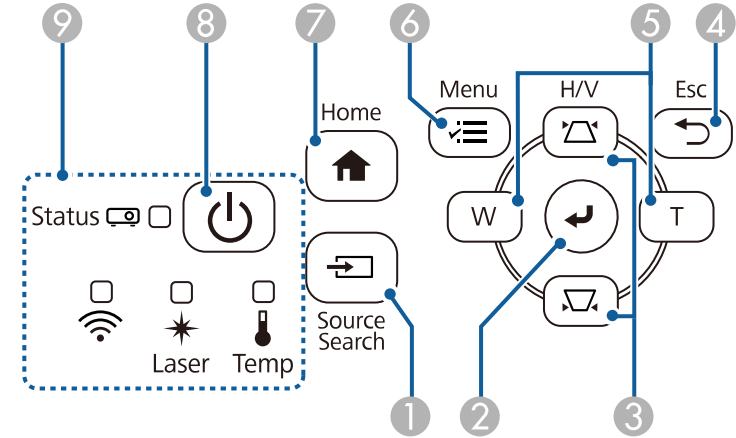 9 8 7 6 5 4
Menu H/V Esc
Home
Status
W T
Source
Search
Laser Temp
1 2 3